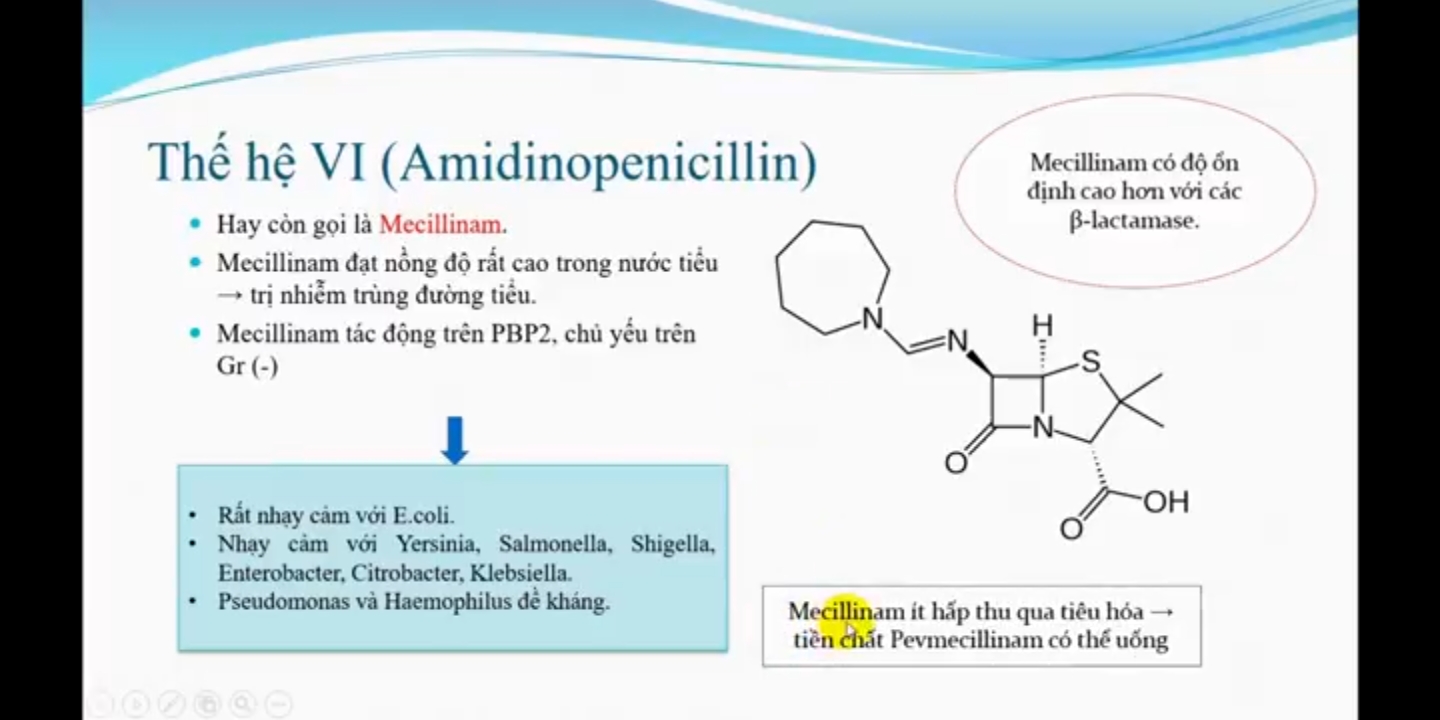 Thế hệ VI (Amidinopenicillin)
Mecillinam có độ ổn
định cao hơn với các
β-lactamase.
• Hay còn gọi là Mecillinam.
• Mecillinam đạt nồng độ rất cao trong nước tiểu
→ trị nhiễm trùng đường tiểu.
• Mecillinam tác động trên PBP2, chủ yếu trên
Gr (-)
H
N
N
S
N
O
O
OH
• Rất nhạy cảm với E.coli.
• Nhạy cảm với Yersinia, Salmonella, Shigella,
Enterobacter, Citrobacter, Klebsiella.
• Pseudomonas và Haemophilus đề kháng.
Mecillinam ít hấp thu qua tiêu hóa →
tiền chất Pevmecillinam có thể uống